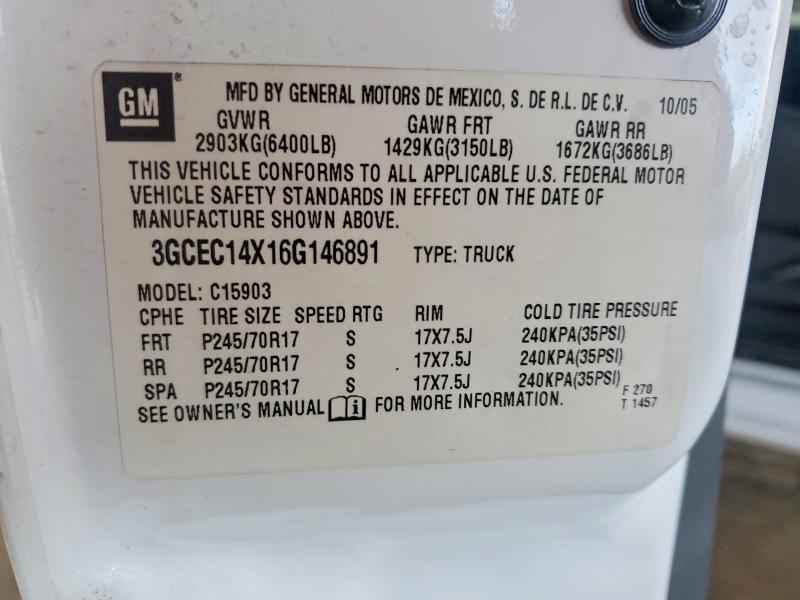 GM ® MFD BY GENERAL MOTORS DE MEXICO, S. DE R.L. DE C.V. 10/05
GVWR GAWR FRT GAWR RR
2903KG(6400LB) 1429KG(3150LB) 1672KG(3686LB)
THIS VEHICLE CONFORMS TO ALL APPLICABLE U.S. FEDERAL MOTOR
VEHICLE SAFETY STANDARDS IN EFFECT ON THE DATE OF
MANUFACTURE SHOWN ABOVE.
3GCEC14X16G146891 TYPE: TRUCK
MODEL: C15903
CPHE TIRE SIZE SPEED RTG RIM COLD TIRE PRESSURE
FRT P245/70R17 S 17X7.5J 240KPA(35PSI)
RR P245/70R17 S 17X7.5J 240KPA(35PSI)
SPA P245/70R17 S 17X7.5J 240KPA(35PSI)
F 270
SEE OWNER'S MANUAL i FOR MORE INFORMATION. T 1457